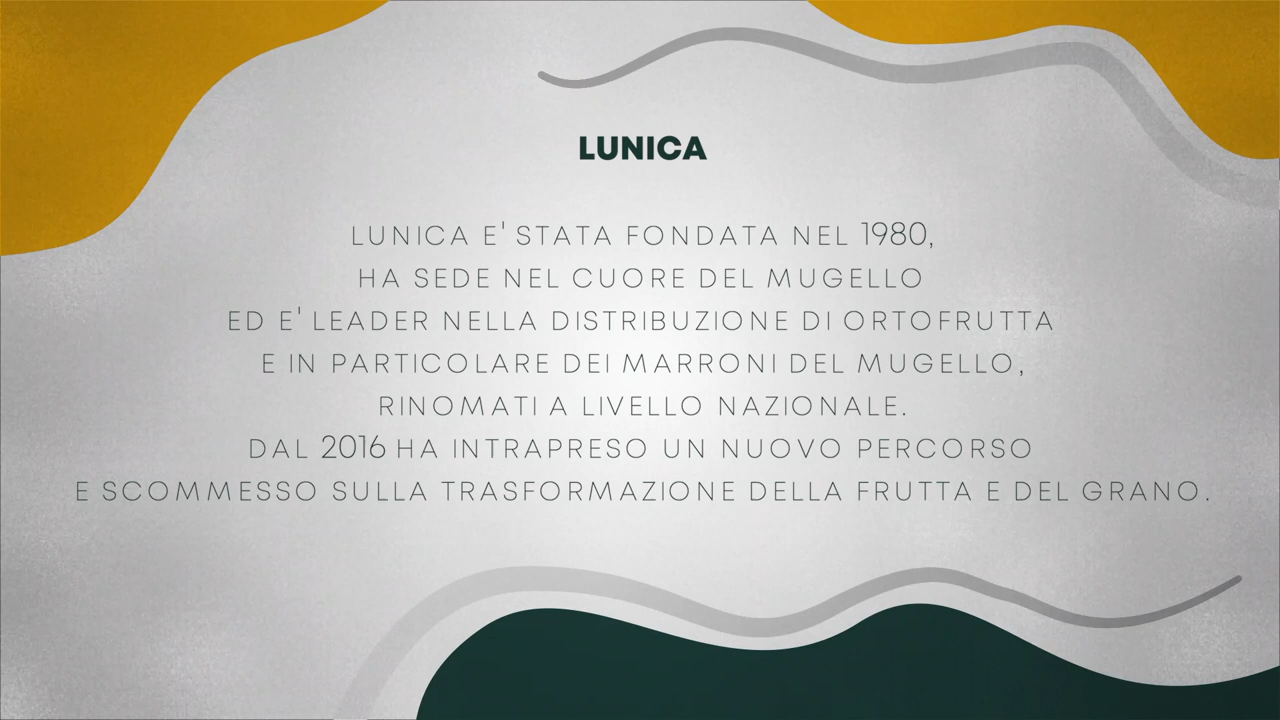 LUNICA
LUNICA E' STATA FONDATA NEL 1980,
HA SEDE NEL CUORE DEL MUGELLO
ED E' LEADER NELLA DISTRIBUZIONE DI ORTOFRUTTA
E IN PARTICOLARE DEI MARRONI DEL MUGELLO,
RINOMATI A LIVELLO NAZIONALE.
DAL 2016 HA INTRAPRESO UN NUOVO PERCORSO
E SCOMMESSO SULLA TRASFORMAZIONE DELLA FRUTTA E DEL GRANO.